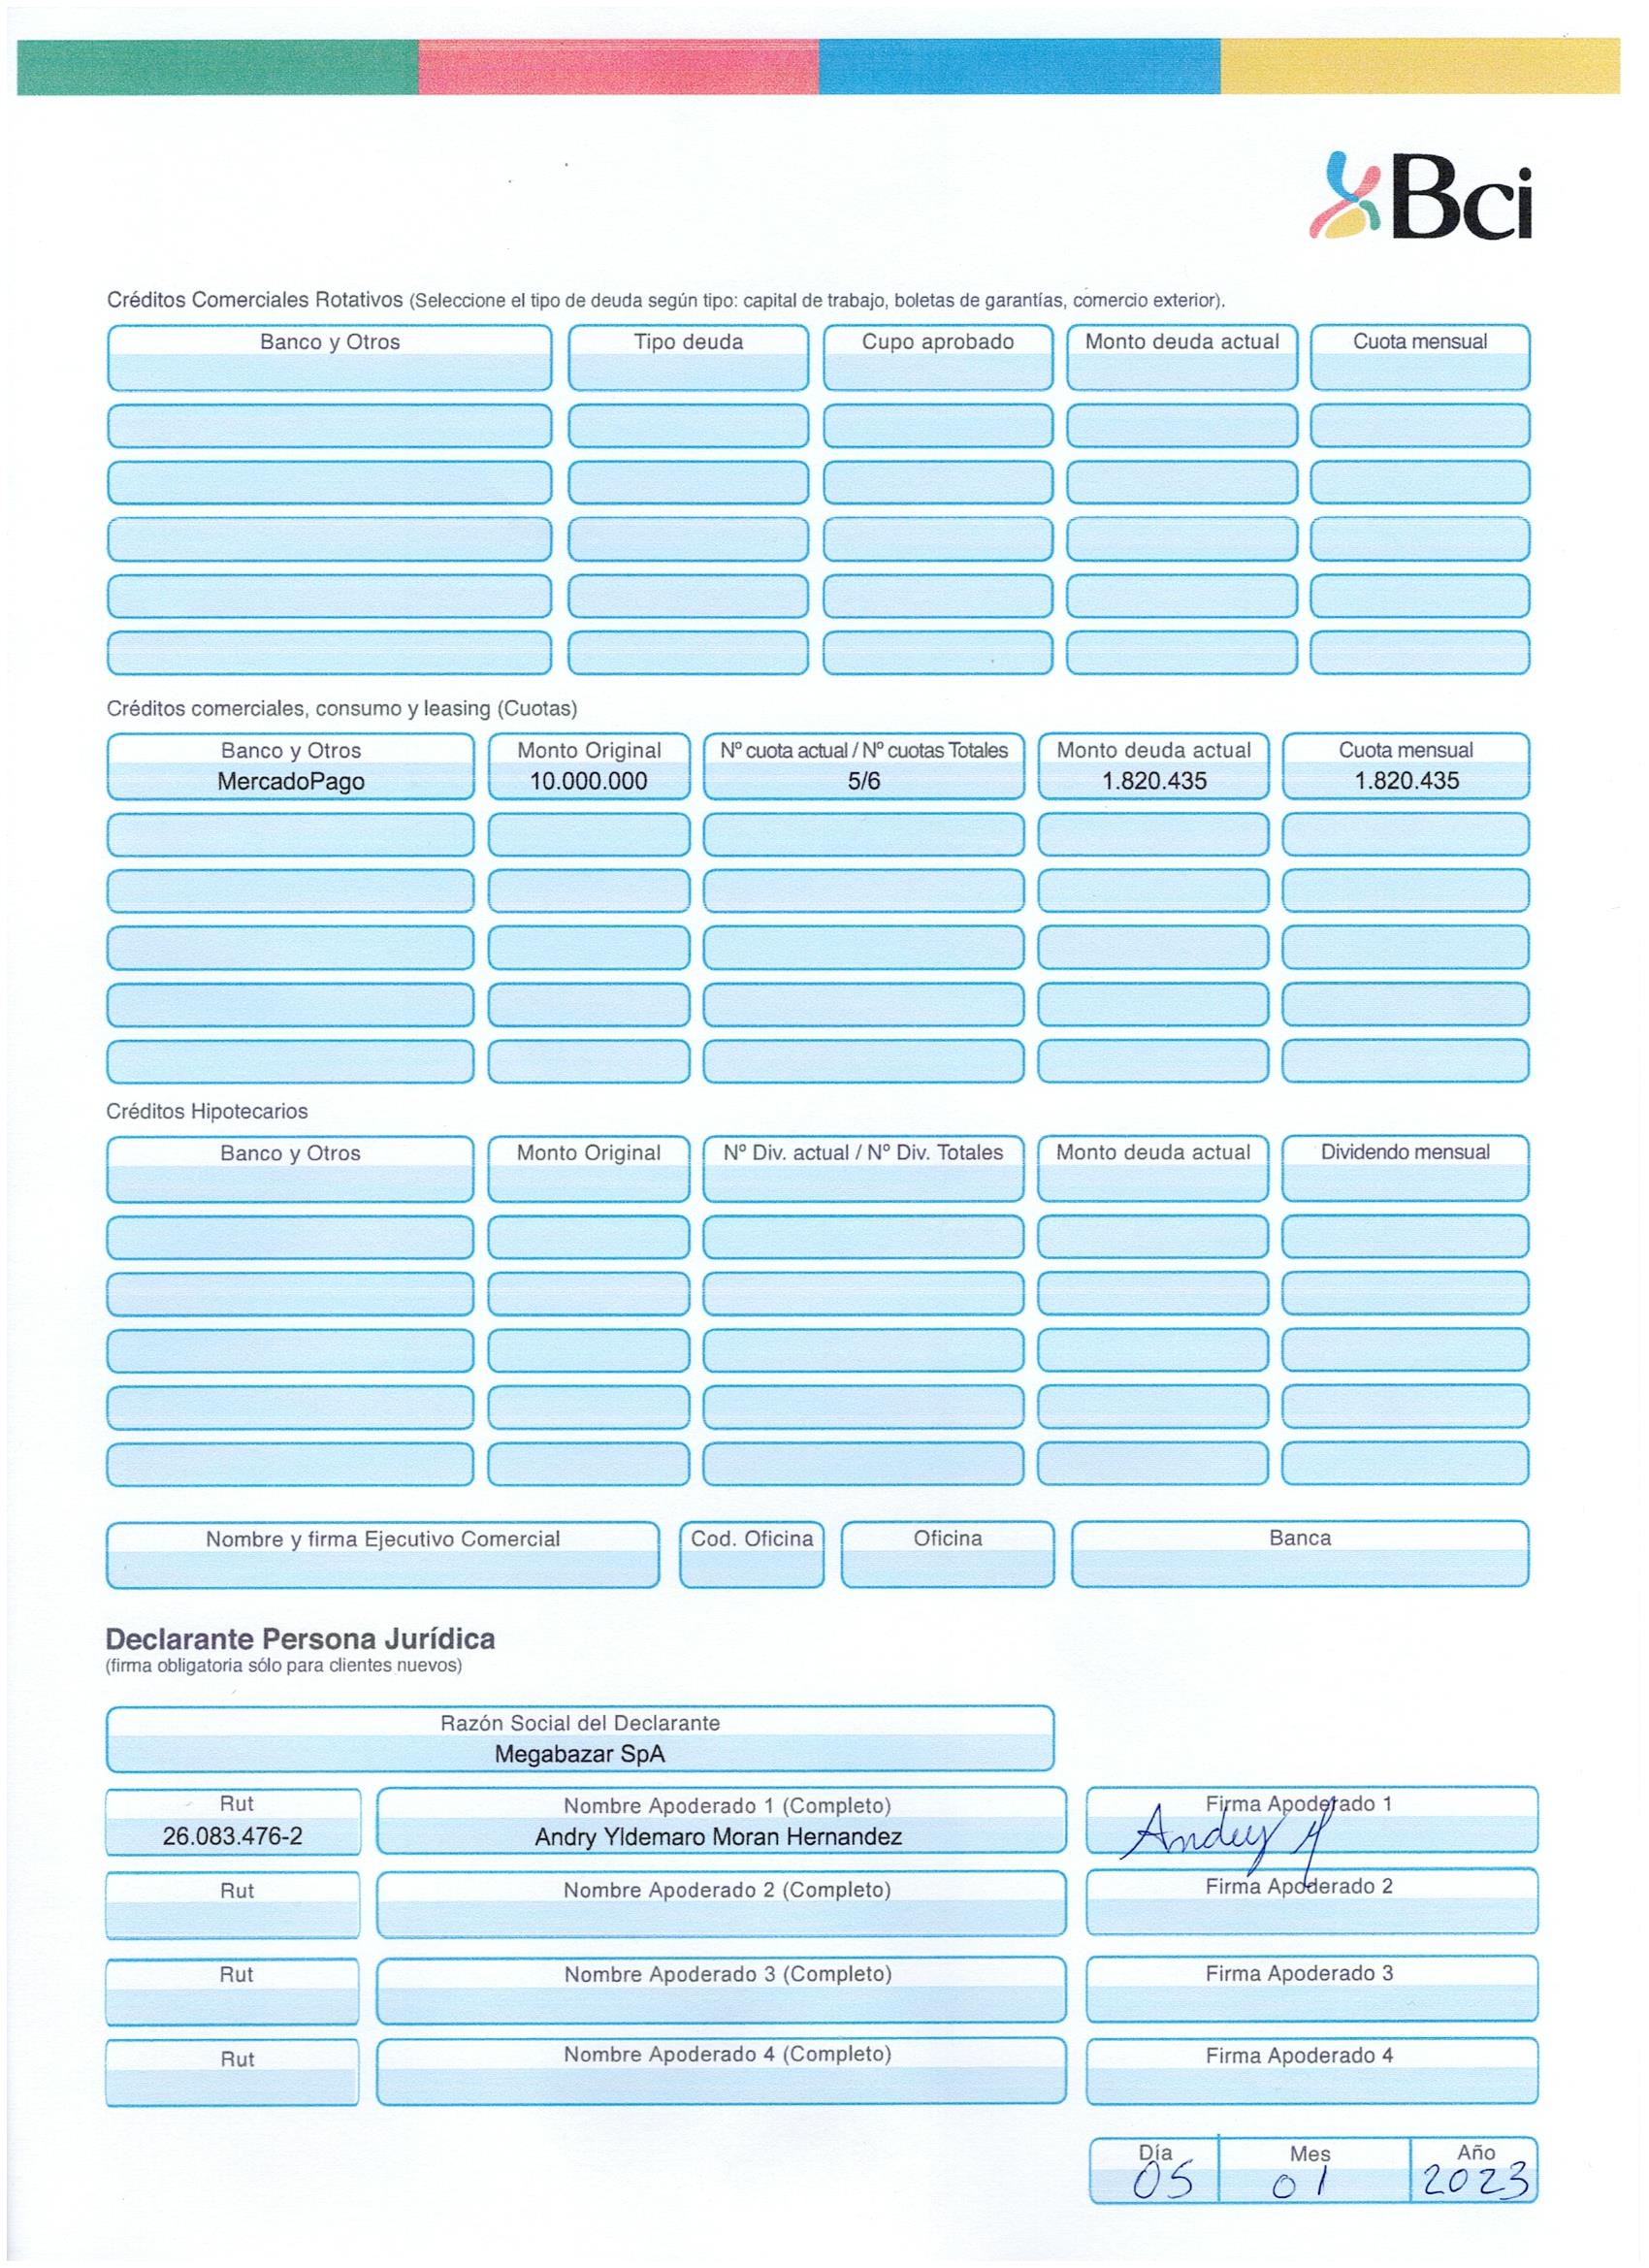 Bci
Créditos Comerciales Rotativos (Seleccione el tipo de deuda según tipo: capital de trabajo, boletas de garantías, comercio exterior).
Banco y Otros Tipo deuda Cupo aprobado Monto deuda actual Cuota mensual
Créditos comerciales, consumo y leasing (Cuotas)
Banco y Otros Monto Original Nº cuota actual / Nº cuotas Totales Monto deuda actual Cuota mensual
MercadoPago 10.000.000 5/6 1.820.435 1.820.435
Créditos Hipotecarios
Banco y Otros Monto Original Nº Div. actual / Nº Div. Totales Monto deuda actual Dividendo mensual
Nombre y firma Ejecutivo Comercial Cod. Oficina Oficina Banca
Declarante Persona Jurídica
(firma obligatoria sólo para clientes nuevos)
Razón Social del Declarante
Megabazar SpA
Rut Nombre Apoderado 1 (Completo) Firma Apoderado 1
26.083.476-2 Andry Yldemaro Moran Hernandez Andry M
Rut Nombre Apoderado 2 (Completo) Firma Apoderado 2
Rut Nombre Apoderado 3 (Completo) Firma Apoderado 3
Rut Nombre Apoderado 4 (Completo) Firma Apoderado 4
Día Mes Año
05 01 2023